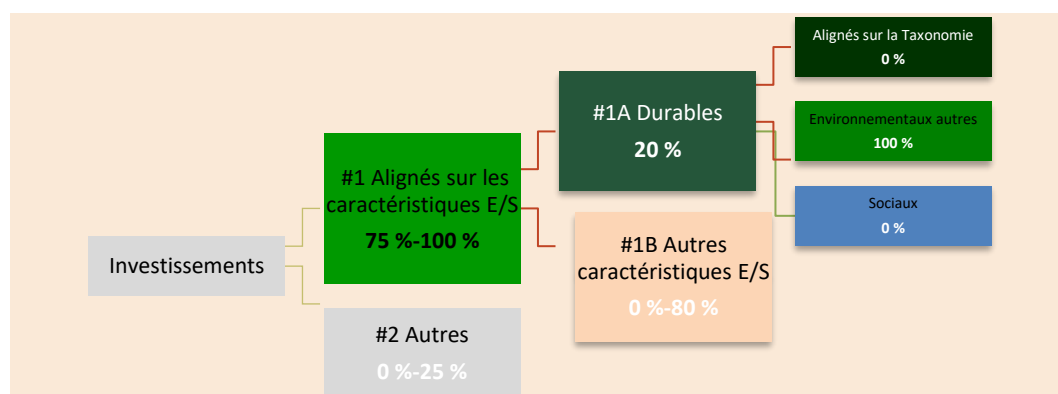 Investissements
#1 Alignés sur les
caractéristiques E/S
75 %-100 %
#2 Autres
0 %-25 %
#1A Durables
20 %
#1B Autres
caractéristiques E/S
0 %-80 %
Alignés sur la Taxonomie
0 %
Environnementaux autres
100 %
Sociaux
0 %